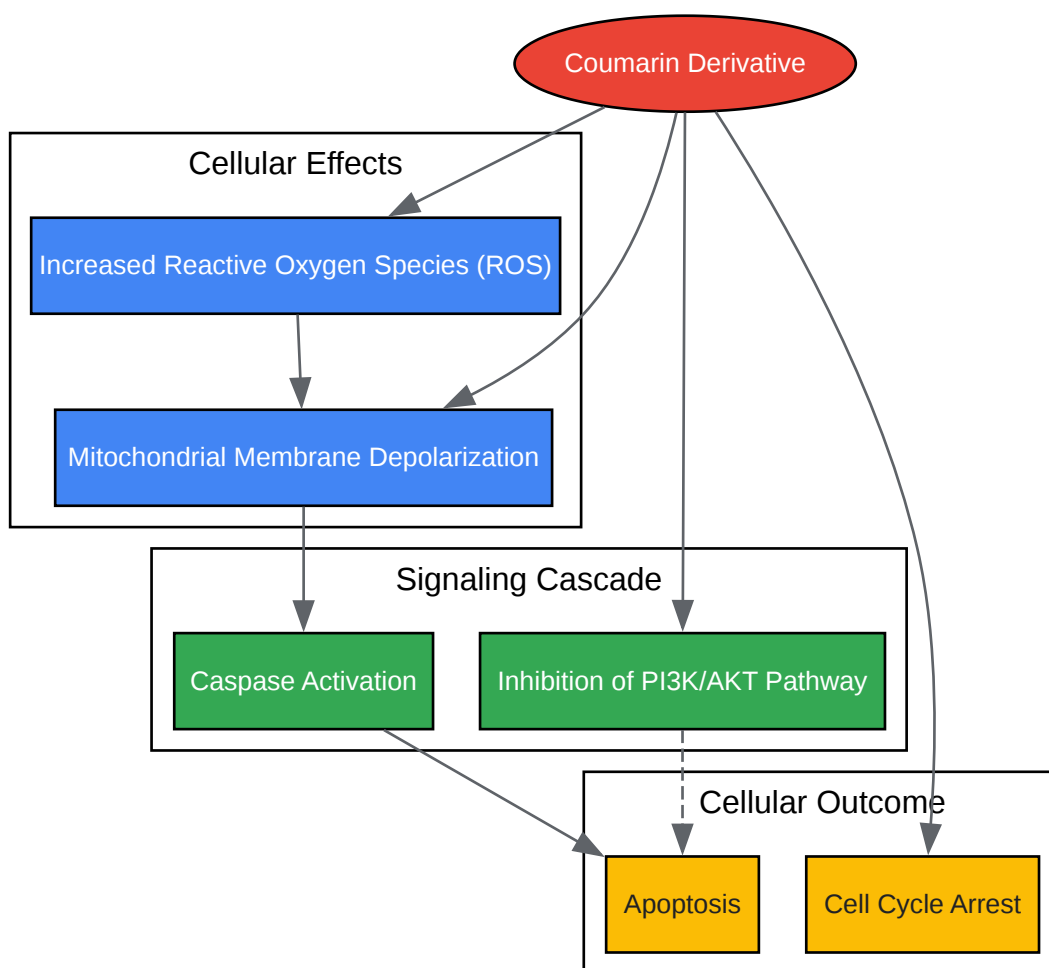 Coumarin Derivative
Cellular Effects
Increased Reactive Oxygen Species (ROS)
Mitochondrial Membrane Depolarization
Signaling Cascade
Caspase Activation
Inhibition of PI3K/AKT Pathway
Cellular Outcome
Apoptosis
Cell Cycle Arrest